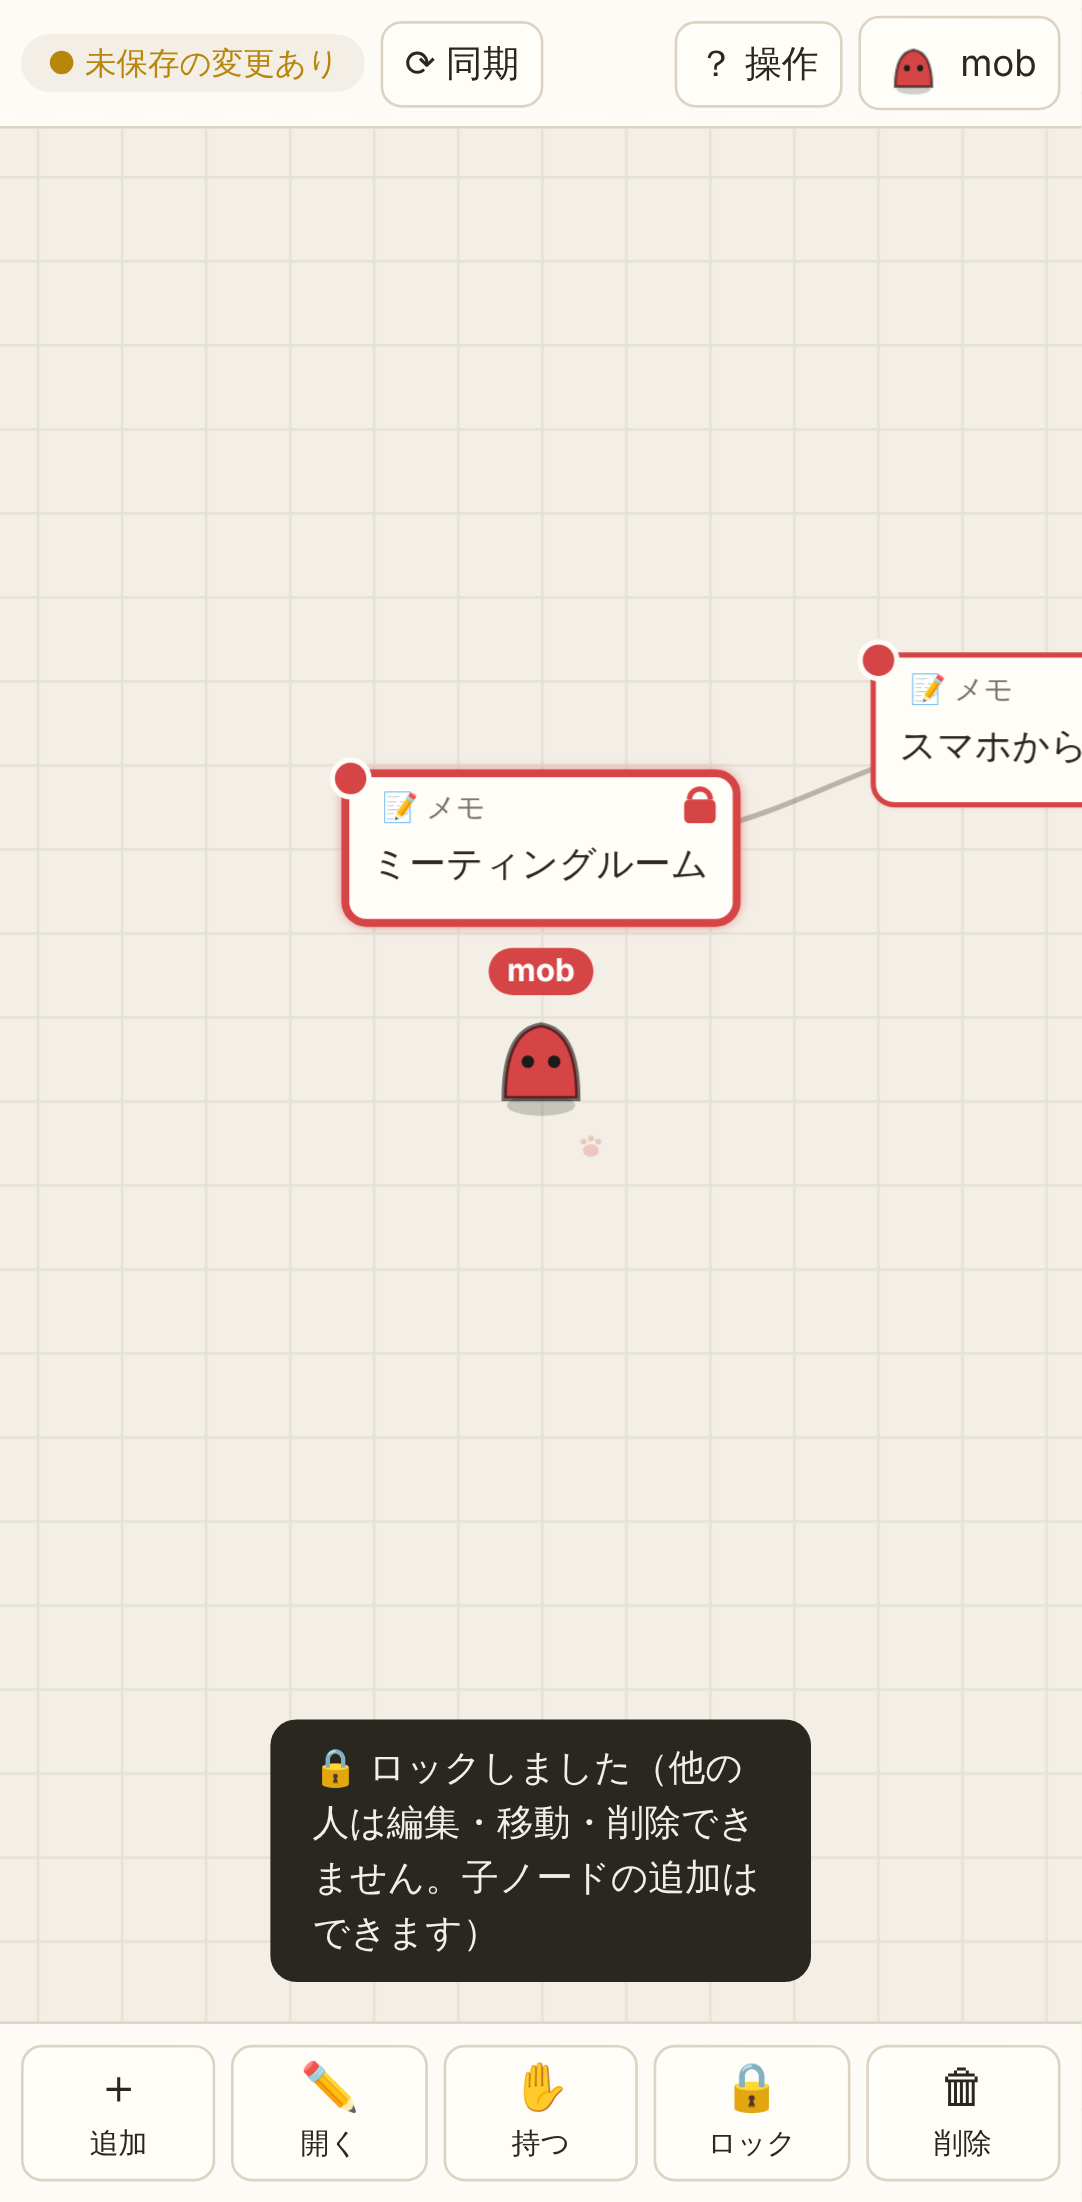 未保存の変更あり
⟳ 同期
? 操作
mob
📝 メモ
スマホから
📝 メモ
ミーティングルーム
mob
🔒 ロックしました（他の
人は編集・移動・削除でき
ません。子ノードの追加は
できます）
＋
追加
開く
持つ
ロック
削除